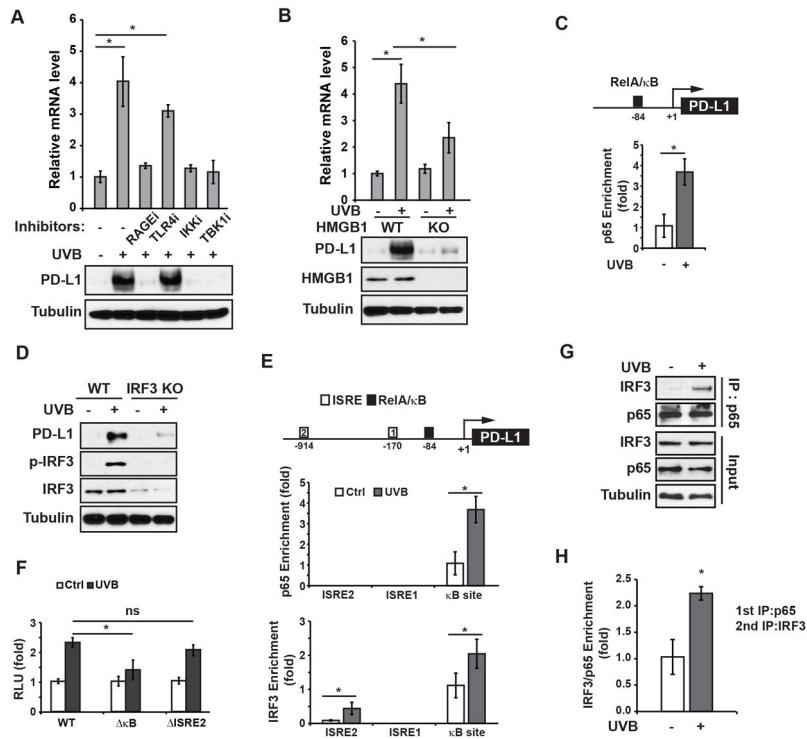 A
Relative mRNA level
6
5
4
3
2
1
0
*
*
Inhibitors: - - RAGEi TLR4i IKKi TBK1i
UVB - + + + + +
PD-L1
Tubulin
B
Relative mRNA level
6
5
4
3
2
1
0
*
*
UVB - + - +
HMGB1 WT KO
PD-L1
HMGB1
Tubulin
C
RelA/κB
-84
+1
PD-L1
p65 Enrichment (fold)
5
4
3
2
1
0
*
UVB - +
D
WT IRF3 KO
UVB - + - +
PD-L1
p-IRF3
IRF3
Tubulin
E
ISRE RelA/κB
2 1
-914 -170 -84 +1
PD-L1
p65 Enrichment (fold)
5
4
3
2
1
0
Ctrl UVB
*
ISRE2 ISRE1 κB site
IRF3 Enrichment (fold)
3
2
1
0
*
*
ISRE2 ISRE1 κB site
F
Ctrl UVB
RLU (fold)
4
3
2
1
0
ns
*
WT ΔκB ΔISRE2
G
UVB - +
IRF3
p65
IP: p65
IRF3
p65
Tubulin
Input
H
IRF3/p65 Enrichment (fold)
2.5
2.0
1.5
1.0
0.5
0
*
UVB - +
1st IP:p65
2nd IP:IRF3